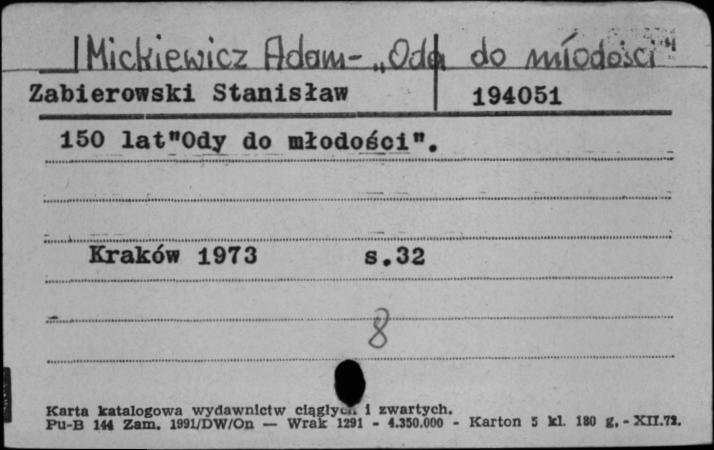 Mickiewicz Adam - „Oda do młodości"
Zabierowski Stanisław 194051
150 lat"Ody do młodości".
Kraków 1973 s.32
8
Karta katalogowa wydawnictw ciągłych i zwartych.
Pu-B 144 Zam. 1991/DW/On — Wrak 1291 - 4.350.000 - Karton 5 kl. 180 g. - XII.72.